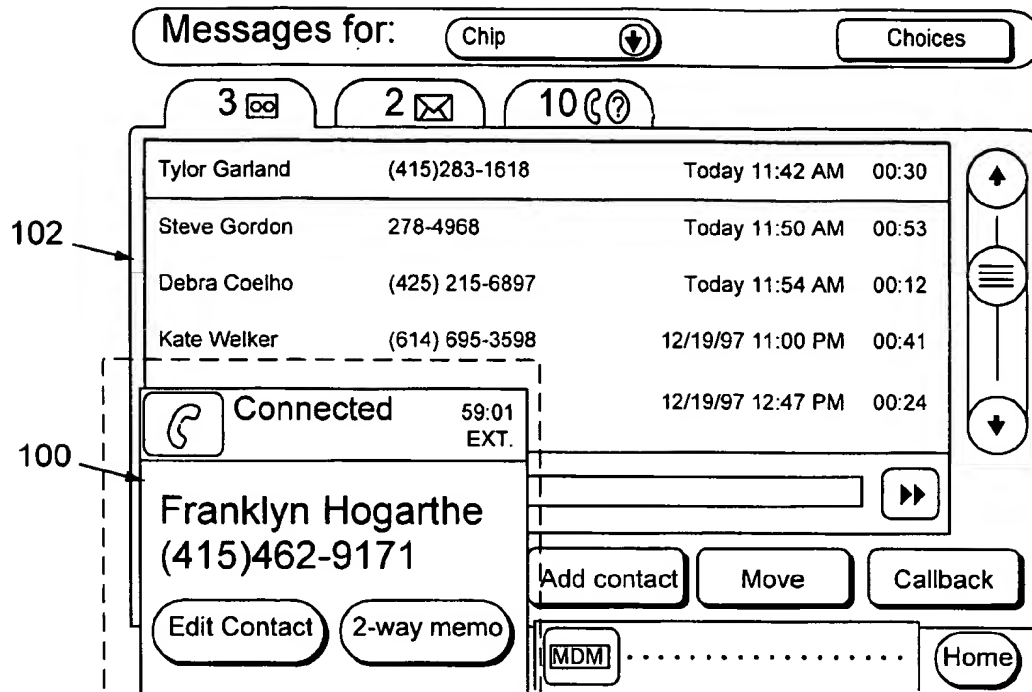 Messages for: Chip Choices
3 2 10 ?
Tylor Garland (415)283-1618 Today 11:42 AM 00:30
Steve Gordon 278-4968 Today 11:50 AM 00:53
102
Debra Coelho (425) 215-6897 Today 11:54 AM 00:12
Kate Welker (614) 695-3598 12/19/97 11:00 PM 00:41
12/19/97 12:47 PM 00:24
Connected 59:01
EXT.
100
Franklyn Hogarthe
(415)462-9171
Add contact Move Callback
Edit Contact 2-way memo
MDM Home